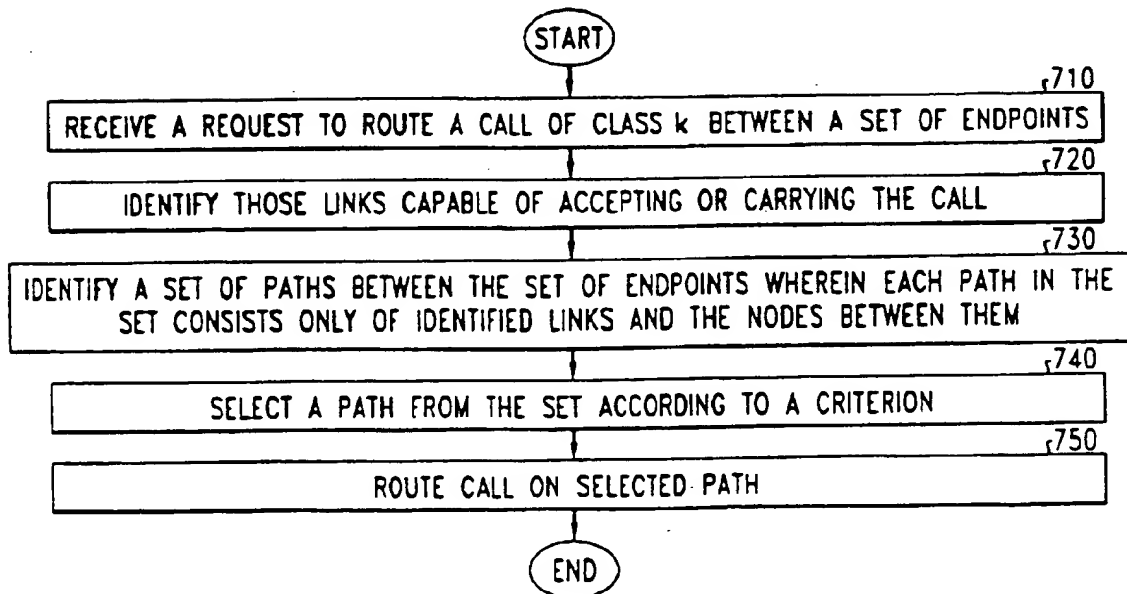 START
710
RECEIVE A REQUEST TO ROUTE A CALL OF CLASS k BETWEEN A SET OF ENDPOINTS
720
IDENTIFY THOSE LINKS CAPABLE OF ACCEPTING OR CARRYING THE CALL
730
IDENTIFY A SET OF PATHS BETWEEN THE SET OF ENDPOINTS WHEREIN EACH PATH IN THE
SET CONSISTS ONLY OF IDENTIFIED LINKS AND THE NODES BETWEEN THEM
740
SELECT A PATH FROM THE SET ACCORDING TO A CRITERION
750
ROUTE CALL ON SELECTED PATH
END